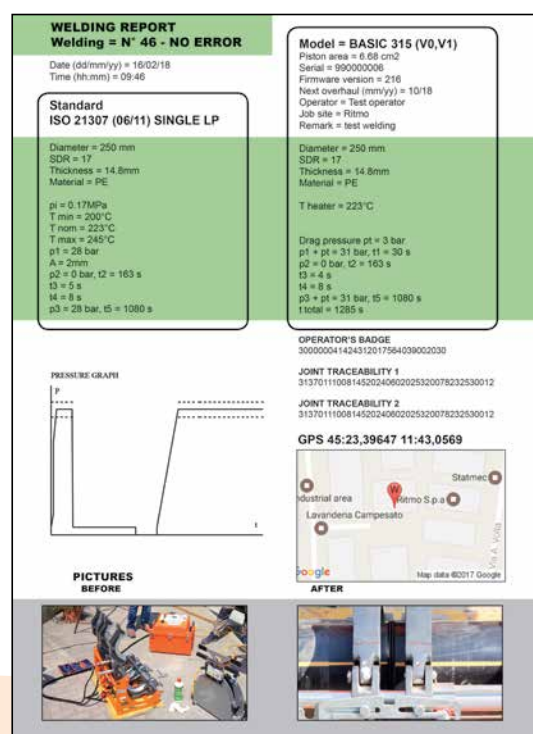 WELDING REPORT
Welding = N° 46 - NO ERROR
Date (dd/mm/yy) = 16/02/18
Time (hh:mm) = 09:46
Standard
ISO 21307 (06/11) SINGLE LP
Diameter = 250 mm
SDR = 17
Thickness = 14.8mm
Material = PE
pi = 0.17MPa
T min = 200°C
T nom = 223°C
T max = 245°C
p1 = 28 bar
A = 2mm
p2 = 0 bar, t2 = 163 s
t3 = 5 s
t4 = 8 s
p3 = 28 bar, t5 = 1080 s
Model = BASIC 315 (V0,V1)
Piston area = 6.68 cm2
Serial = 990000006
Firmware version = 216
Next overhaul (mm/yy) = 10/18
Operator = Test operator
Job site = Ritmo
Remark = test welding
Diameter = 250 mm
SDR = 17
Thickness = 14.8mm
Material = PE
T heater = 223°C
Drag pressure pt = 3 bar
p1 + pt = 31 bar, t1 = 30 s
p2 = 0 bar, t2 = 163 s
t3 = 4 s
t4 = 8 s
p3 + pt = 31 bar, t5 = 1080 s
t total = 1285 s
OPERATOR'S BADGE
30000004142431201756403900203​0
JOINT TRACEABILITY 1
313701110081452024060202532007823253001​2
JOINT TRACEABILITY 2
313701110081452024060202532007823253001​2
PRESSURE GRAPH
P
t
GPS 45:23,39647 11:43,0569
Statmec
ndustrial area
W
Ritmo S.p.a
Lavanderia Campesato
Via A. Volta
Google
Map data ©2017 Google
PICTURES
BEFORE
AFTER